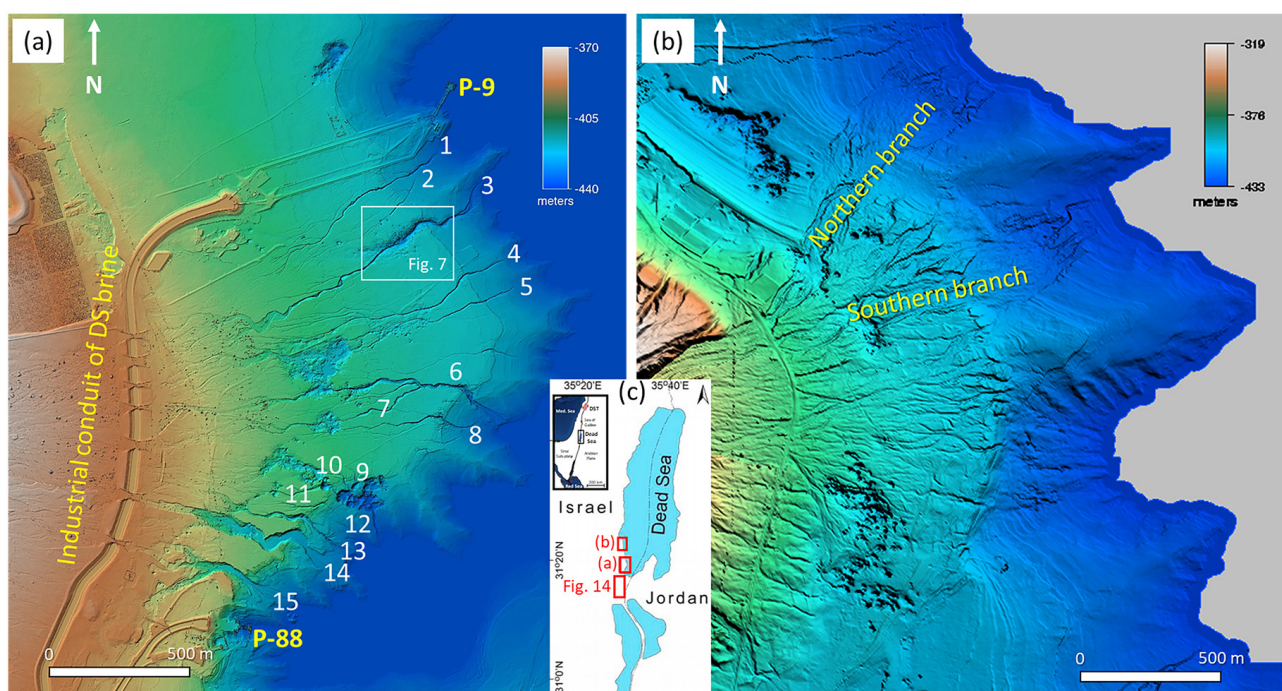 (a)
N
-370
-405
-440
meters
P-9
1
2
3
Fig. 7
4
5
6
7
8
9
10
11
12
13
14
15
P-88
Industrial conduit of DS brine
0 500 m
(b)
N
-319
-376
-433
meters
Northern branch
Southern branch
0 500 m
(c)
35°20'E 35°40'E
Med. Sea
DST
Dead Sea
Red Sea
Dead Sea
Israel
(b)
(a)
Fig. 14
Jordan
31°20'N
31°0'N